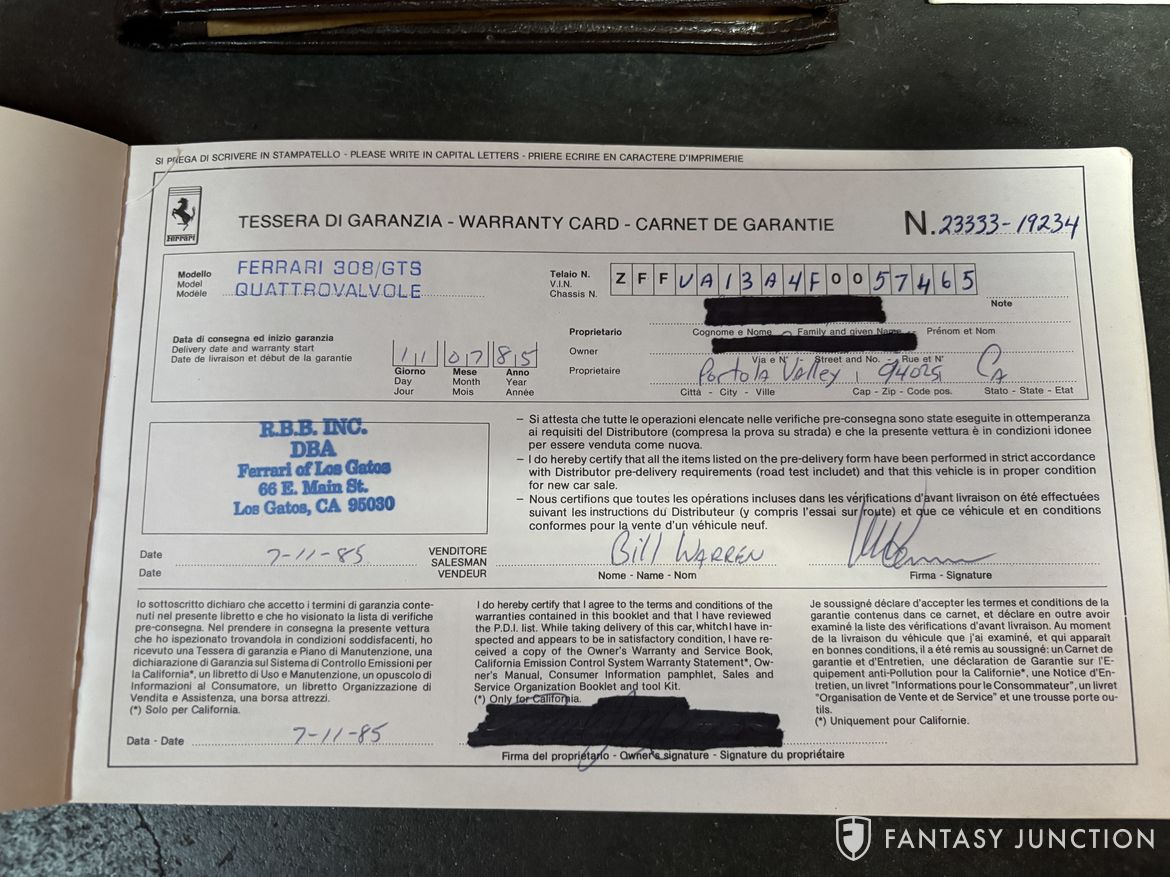 SI PREGA DI SCRIVERE IN STAMPATELLO - PLEASE WRITE IN CAPITAL LETTERS - PRIERE ECRIRE EN CARACTERE D'IMPRIMERIE
Ferrari
TESSERA DI GARANZIA - WARRANTY CARD - CARNET DE GARANTIE
N. 23333-19234
Modello
Model
Modèle
FERRARI 308/GTS
QUATTROVALVOLE
Telaio N.
V.I.N.
Chassis N.
ZFFUA13A4F0057465
Note
Data di consegna ed inizio garanzia
Delivery date and warranty start
Date de livraison et début de la garantie
11 07 85
Giorno Mese Anno
Day Month Year
Jour Mois Année
Proprietario
Owner
Proprietaire
Cognome e Nome Family and given Name Prénom et Nom
Via e N° Street and No. - Rue et N°
Portola Valley 94025 Ca
Città - City - Ville Cap - Zip - Code pos. Stato - State - Etat
R.B.B. INC.
DBA
Ferrari of Los Gatos
66 E. Main St.
Los Gatos, CA 95030
– Si attesta che tutte le operazioni elencate nelle verifiche pre-consegna sono state eseguite in ottemperanza
ai requisiti del Distributore (compresa la prova su strada) e che la presente vettura è in condizioni idonee
per essere venduta come nuova.
– I do hereby certify that all the items listed on the pre-delivery form have been performed in strict accordance
with Distributor pre-delivery requirements (road test includet) and that this vehicle is in proper condition
for new car sale.
– Nous certifions que toutes les opérations incluses dans les vérifications d'avant livraison on été effectuées
suivant les instructions du Distributeur (y compris l'essai sur route) et que ce véhicule et en conditions
conformes pour la vente d'un véhicule neuf.
Date
Date
7-11-85
VENDITORE
SALESMAN
VENDEUR
Bill WARREN
Nome - Name - Nom
Firma - Signature
Io sottoscritto dichiaro che accetto i termini di garanzia conte-
nuti nel presente libretto e che ho visionato la lista di verifiche
pre-consegna. Nel prendere in consegna la presente vettura
che ho ispezionato trovandola in condizioni soddisfacenti, ho
ricevuto una Tessera di garanzia e Piano di Manutenzione, una
dichiarazione di Garanzia sul Sistema di Controllo Emissioni per
la California*, un libretto di Uso e Manutenzione, un opuscolo di
Informazioni al Consumatore, un libretto Organizzazione di
Vendita e Assistenza, una borsa attrezzi.
(*) Solo per California.
Data - Date
7-11-85
I do hereby certify that I agree to the terms and conditions of the
warranties contained in this booklet and that I have reviewed
the P.D.I. list. While taking delivery of this car, whitch I have in-
spected and appears to be in satisfactory condition, I have re-
ceived a copy of the Owner's Warranty and Service Book,
California Emission Control System Warranty Statement*, Ow-
ner's Manual, Consumer Information pamphlet, Sales and
Service Organization Booklet and tool Kit.
(*) Only for California.
Firma del proprietario - Owner's signature - Signature du propriétaire
Je soussigné déclare d'accepter les termes et conditions de la
garantie contenus dans ce carnet, et déclare en outre avoir
examiné la liste des vérifications d'avant livraison. Au moment
de la livraison du véhicule que j'ai examiné, et qui apparaît
en bonnes conditions, il a été remis au soussigné: un Carnet de
garantie et d'Entretien, une déclaration de Garantie sur l'E-
quipement anti-Pollution pour la Californie*, une Notice d'En-
tretien, un livret "Informations pour le Consommateur", un livret
"Organisation de Vente et de Service" et une trousse porte ou-
tils.
(*) Uniquement pour Californie.
FANTASY JUNCTION